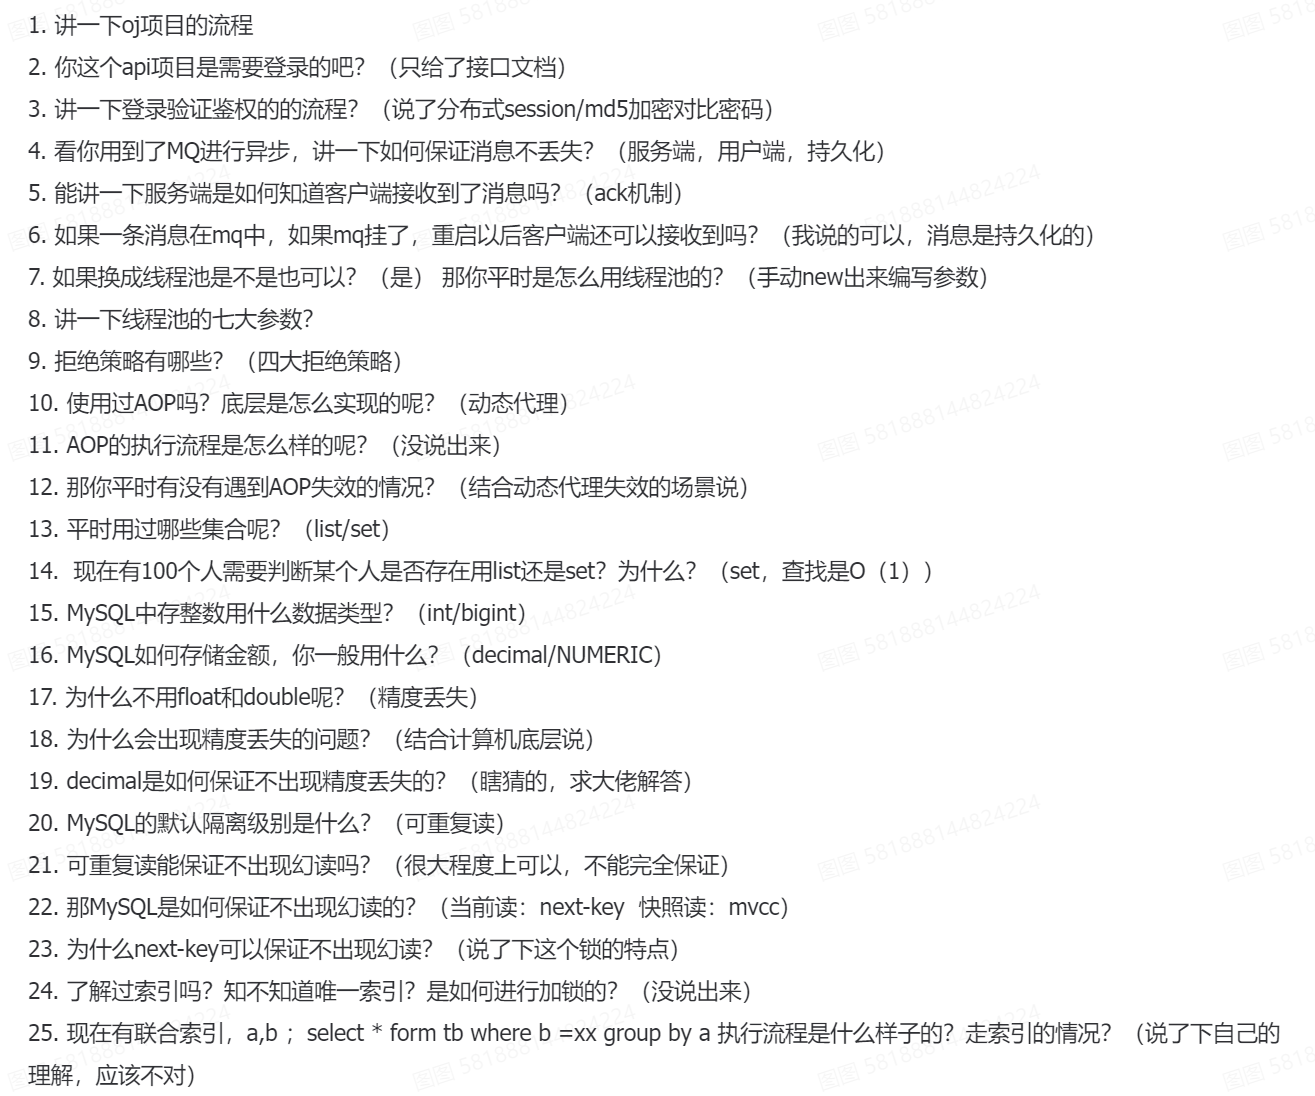 1. 讲一下oj项目的流程
2. 你这个api项目是需要登录的吧？（只给了接口文档）
3. 讲一下登录验证鉴权的的流程？（说了分布式session/md5加密对比密码）
4. 看你用到了MQ进行异步，讲一下如何保证消息不丢失？（服务端，用户端，持久化）
5. 能讲一下服务端是如何知道客户端接收到了消息吗？（ack机制）
6. 如果一条消息在mq中，如果mq挂了，重启以后客户端还可以接收到吗？（我说的可以，消息是持久化的）
7. 如果换成线程池是不是也可以？（是） 那你平时是怎么用线程池的？（手动new出来编写参数）
8. 讲一下线程池的七大参数？
9. 拒绝策略有哪些？（四大拒绝策略）
10. 使用过AOP吗？底层是怎么实现的呢？（动态代理）
11. AOP的执行流程是怎么样的呢？（没说出来）
12. 那你平时有没有遇到AOP失效的情况？（结合动态代理失效的场景说）
13. 平时用过哪些集合呢？（list/set）
14. 现在有100个人需要判断某个人是否存在用list还是set？为什么？（set，查找是O（1））
15. MySQL中存整数用什么数据类型？（int/bigint）
16. MySQL如何存储金额，你一般用什么？（decimal/NUMERIC）
17. 为什么不用float和double呢？（精度丢失）
18. 为什么会出现精度丢失的问题？（结合计算机底层说）
19. decimal是如何保证不出现精度丢失的？（瞎猜的，求大佬解答）
20. MySQL的默认隔离级别是什么？（可重复读）
21. 可重复读能保证不出现幻读吗？（很大程度上可以，不能完全保证）
22. 那MySQL是如何保证不出现幻读的？（当前读：next-key 快照读：mvcc）
23. 为什么next-key可以保证不出现幻读？（说了下这个锁的特点）
24. 了解过索引吗？知不知道唯一索引？是如何进行加锁的？（没说出来）
25. 现在有联合索引，a,b ；select * form tb where b =xx group by a 执行流程是什么样子的？走索引的情况？（说了下自己的
理解，应该不对）
图图 581888144824224